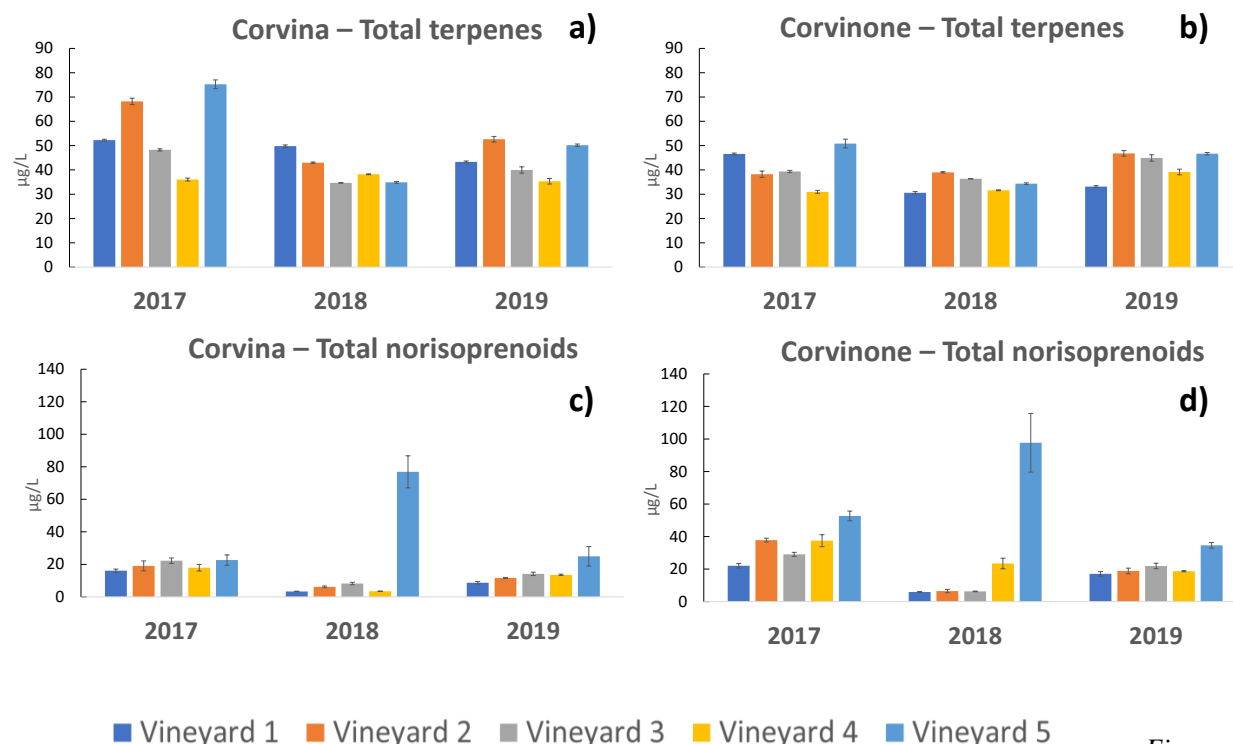 Corvina – Total terpenes a)
90
80
70
60
50
40
30
20
10
0
µg/L
2017 2018 2019
Corvinone – Total terpenes b)
90
80
70
60
50
40
30
20
10
0
µg/L
2017 2018 2019
Corvina – Total norisoprenoids
c)
140
120
100
80
60
40
20
0
µg/L
2017 2018 2019
Corvinone – Total norisoprenoids
d)
140
120
100
80
60
40
20
0
µg/L
2017 2018 2019
Vineyard 1 Vineyard 2 Vineyard 3 Vineyard 4 Vineyard 5